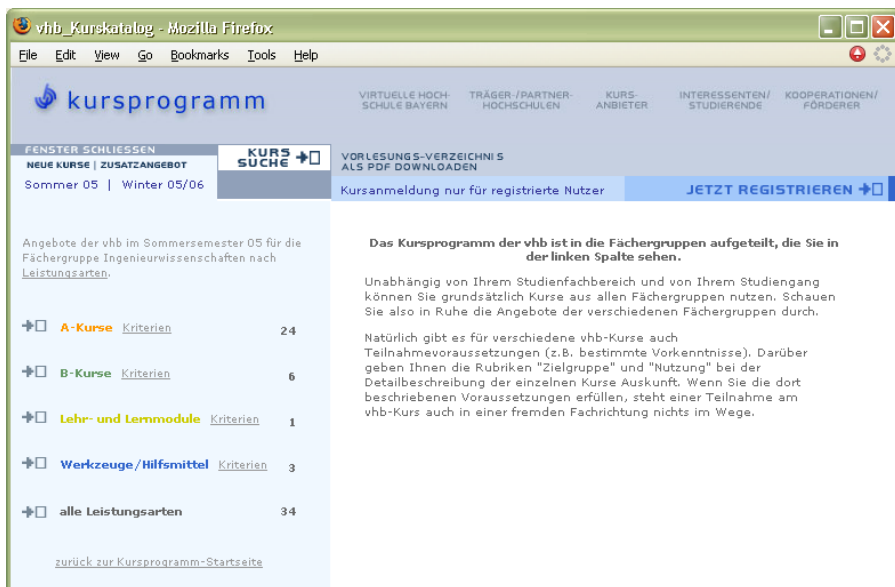 vhb_Kurskatalog - Mozilla Firefox
File Edit View Go Bookmarks Tools Help
kursprogramm
VIRTUELLE HOCH-
SCHULE BAYERN
TRÄGER-/PARTNER-
HOCHSCHULEN
KURS-
ANBIETER
INTERESSENTEN/
STUDIERENDE
KOOPERATIONEN/
FÖRDERER
FENSTER SCHLIESSEN
NEUE KURSE | ZUSATZANGEBOT
Sommer 05 | Winter 05/06
KURS
SUCHE
VORLESUNGS-VERZEICHNIS
ALS PDF DOWNLOADEN
Kursanmeldung nur für registrierte Nutzer
JETZT REGISTRIEREN
Angebote der vhb im Sommersemester 05 für die
Fächergruppe Ingenieurwissenschaften nach
Leistungsarten.
A-Kurse Kriterien 24
B-Kurse Kriterien 6
Lehr- und Lernmodule Kriterien 1
Werkzeuge/Hilfsmittel Kriterien 3
alle Leistungsarten 34
zurück zur Kursprogramm-Startseite
Das Kursprogramm der vhb ist in die Fächergruppen aufgeteilt, die Sie in
der linken Spalte sehen.
Unabhängig von Ihrem Studienfachbereich und von Ihrem Studiengang
können Sie grundsätzlich Kurse aus allen Fächergruppen nutzen. Schauen
Sie also in Ruhe die Angebote der verschiedenen Fächergruppen durch.
Natürlich gibt es für verschiedene vhb-Kurse auch
Teilnahmevoraussetzungen (z.B. bestimmte Vorkenntnisse). Darüber
geben Ihnen die Rubriken "Zielgruppe" und "Nutzung" bei der
Detailbeschreibung der einzelnen Kurse Auskunft. Wenn Sie die dort
beschriebenen Voraussetzungen erfüllen, steht einer Teilnahme am
vhb-Kurs auch in einer fremden Fachrichtung nichts im Wege.